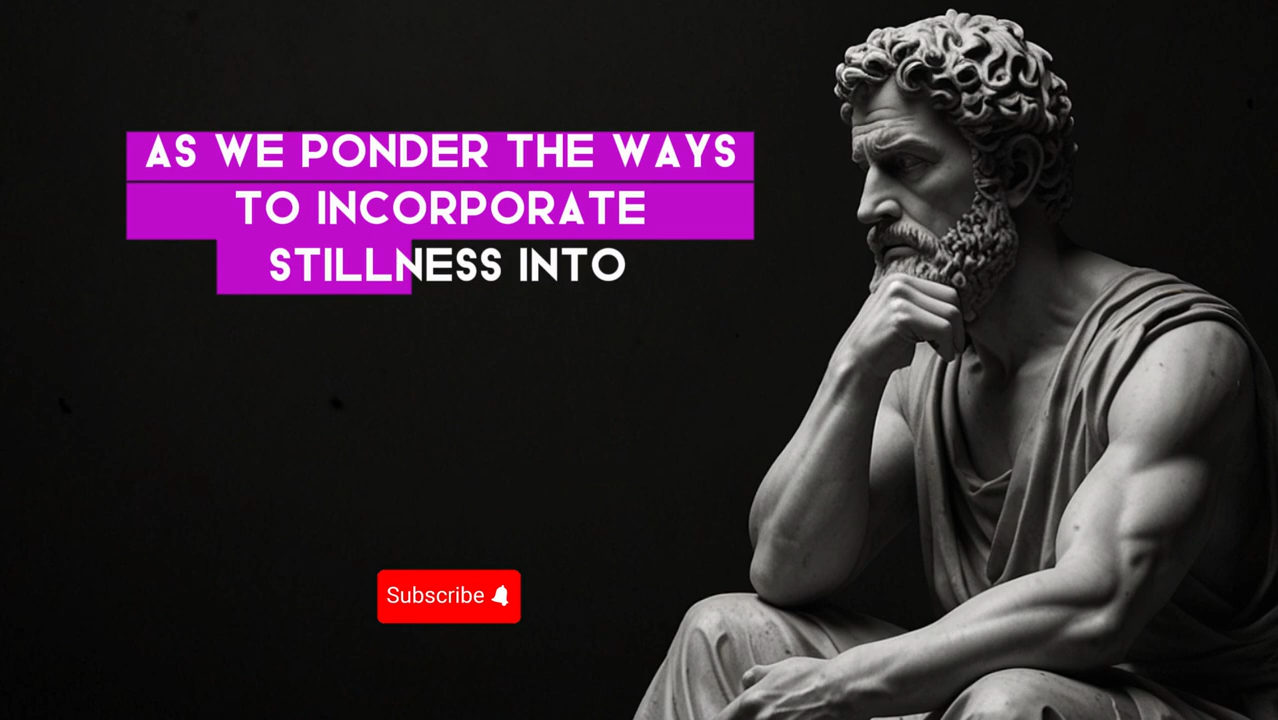 AS WE PONDER THE WAYS
TO INCORPORATE
STILLNESS INTO
Subscribe